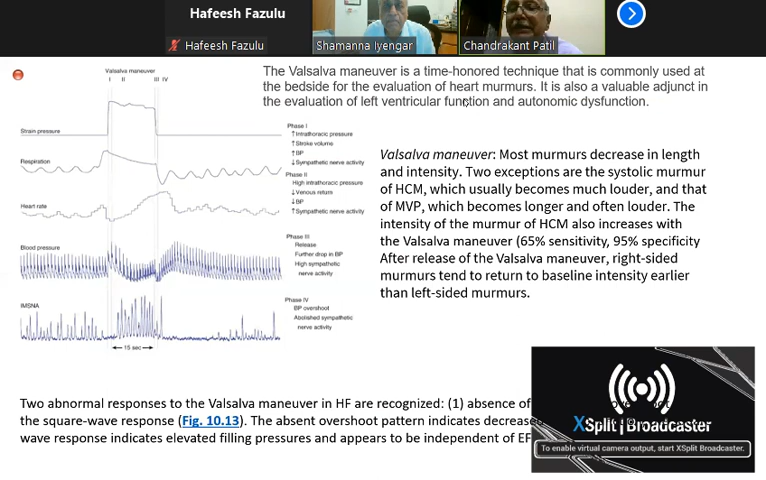 Hafeesh Fazulu
Hafeesh Fazulu
Shamanna Iyengar
Chandrakant Patil
The Valsalva maneuver is a time-honored technique that is commonly used at
the bedside for the evaluation of heart murmurs. It is also a valuable adjunct in
the evaluation of left ventricular function and autonomic dysfunction.
Valsalva maneuver
I II III IV
Strain pressure
Respiration
Heart rate
Blood pressure
IMSNA
15 sec
Phase I
↑Intrathoracic pressure
↑Stroke volume
↑BP
↓Sympathetic nerve activity
Phase II
High intrathoracic pressure
↓Venous return
↓BP
↑Sympathetic nerve activity
Phase III
Release
Further drop in BP
High sympathetic
nerve activity
Phase IV
BP overshoot
Abolished sympathetic
nerve activity
Valsalva maneuver: Most murmurs decrease in length
and intensity. Two exceptions are the systolic murmur
of HCM, which usually becomes much louder, and that
of MVP, which becomes longer and often louder. The
intensity of the murmur of HCM also increases with
the Valsalva maneuver (65% sensitivity, 95% specificity
After release of the Valsalva maneuver, right-sided
murmurs tend to return to baseline intensity earlier
than left-sided murmurs.
Two abnormal responses to the Valsalva maneuver in HF are recognized: (1) absence of
the square-wave response (Fig. 10.13). The absent overshoot pattern indicates decreased
wave response indicates elevated filling pressures and appears to be independent of EF
XSplit|Broadcaster
To enable virtual camera output, start XSplit Broadcaster.